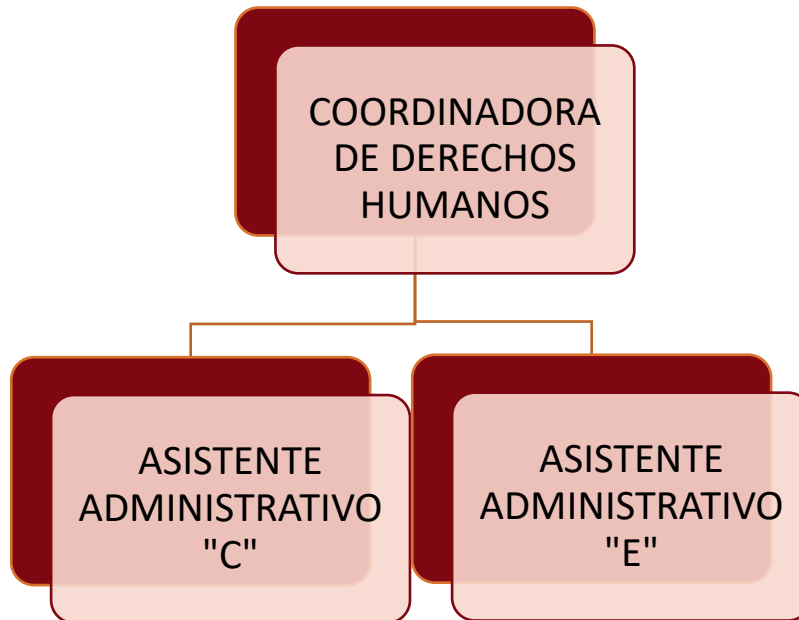 COORDINADORA
DE DERECHOS
HUMANOS
ASISTENTE
ADMINISTRATIVO
"C"
ASISTENTE
ADMINISTRATIVO
"E"